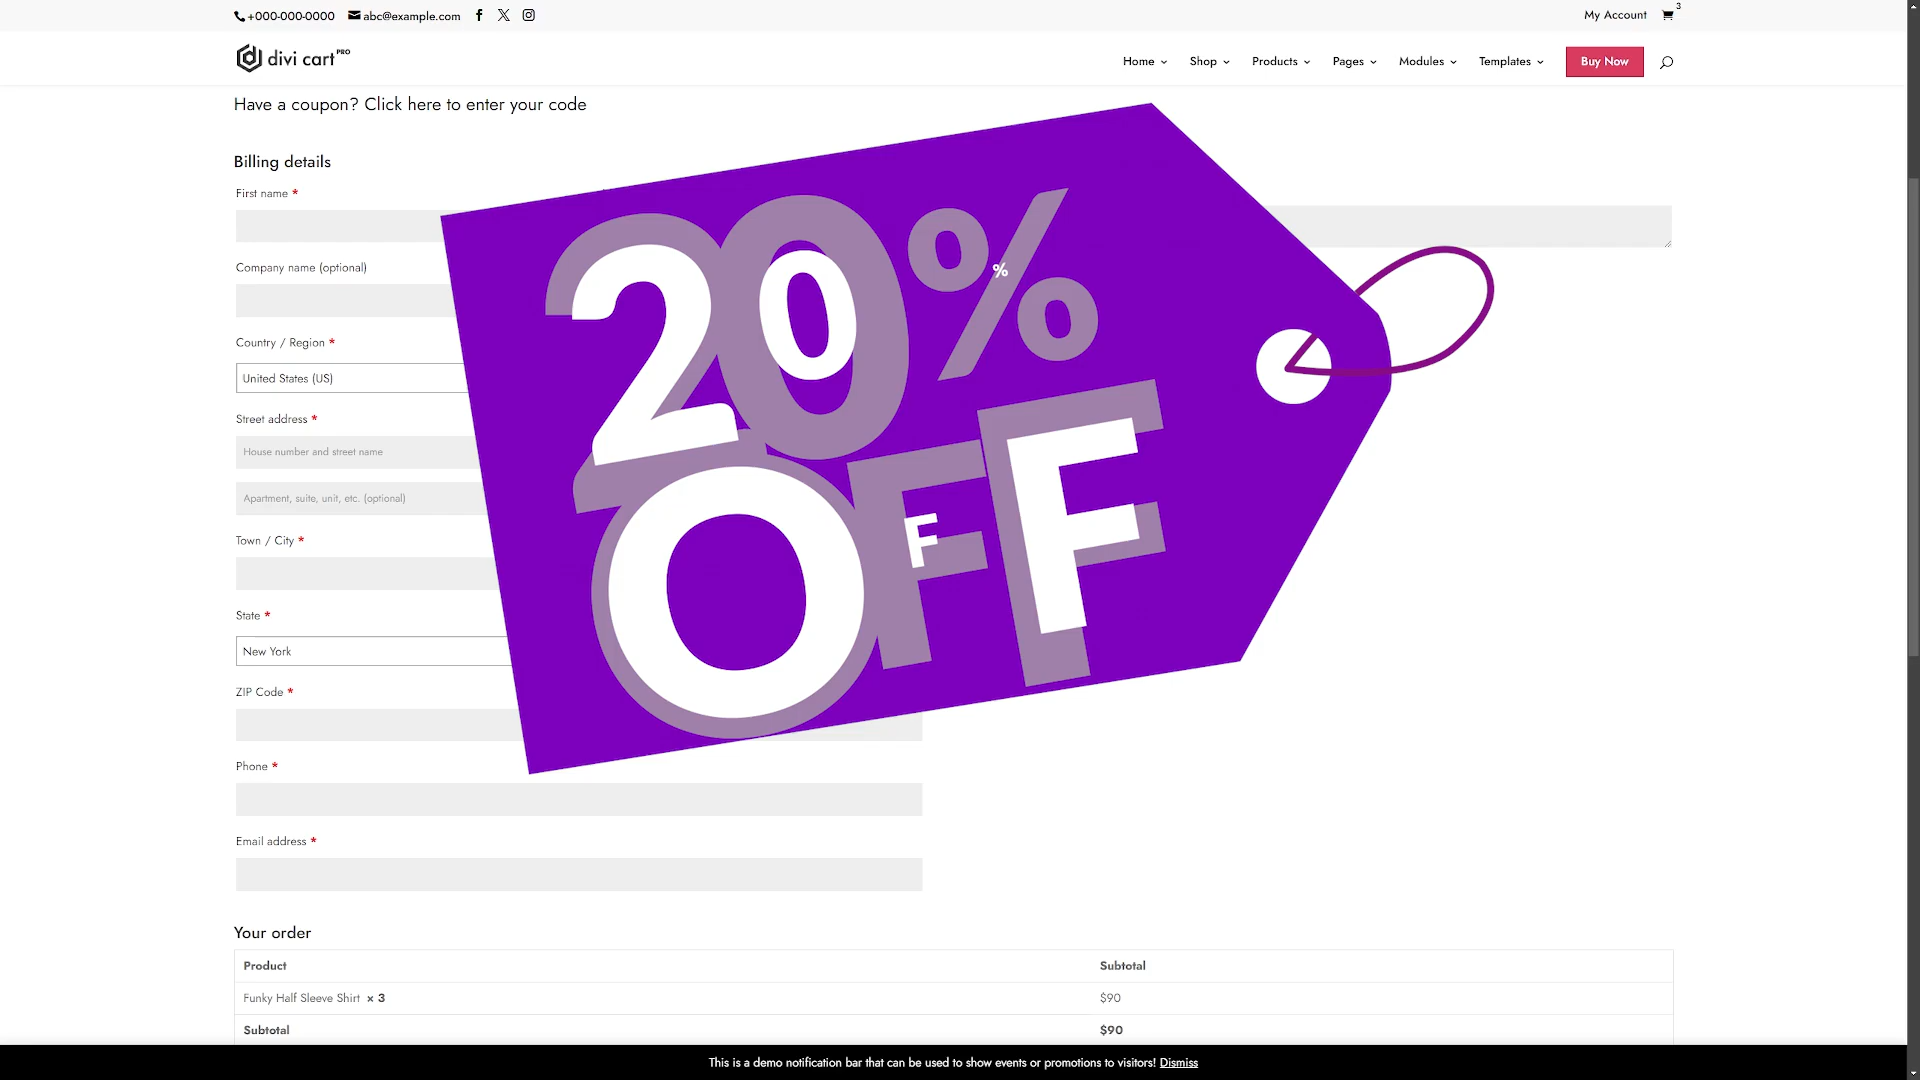 +000-000-0000 abc@example.com
My Account 3
divi cart PRO
Home Shop Products Pages Modules Templates Buy Now
Have a coupon? Click here to enter your code
Billing details
First name *
Company name (optional)
Country / Region *
United States (US)
Street address *
House number and street name
Apartment, suite, unit, etc. (optional)
Town / City *
State *
New York
ZIP Code *
Phone *
Email address *
20%
OFF
Your order
Product Subtotal
Funky Half Sleeve Shirt × 3 $90
Subtotal $90
This is a demo notification bar that can be used to show events or promotions to visitors! Dismiss